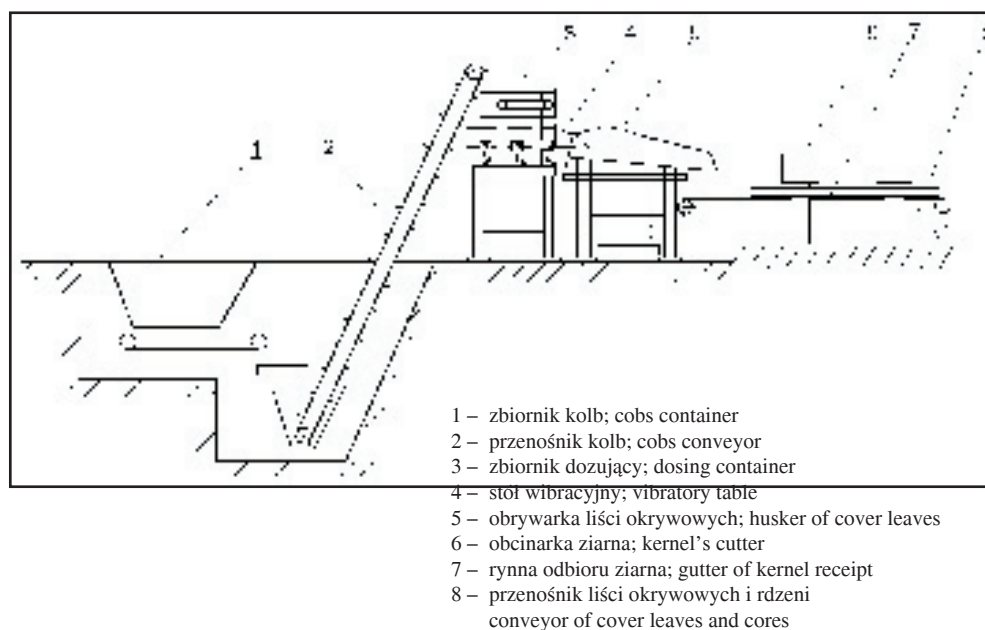 1
2
4
7
1 – zbiornik kolb; cobs container
2 – przenośnik kolb; cobs conveyor
3 – zbiornik dozujący; dosing container
4 – stół wibracyjny; vibratory table
5 – obrywarka liści okrywowych; husker of cover leaves
6 – obcinarka ziarna; kernel's cutter
7 – rynna odbioru ziarna; gutter of kernel receipt
8 – przenośnik liści okrywowych i rdzeni
conveyor of cover leaves and cores